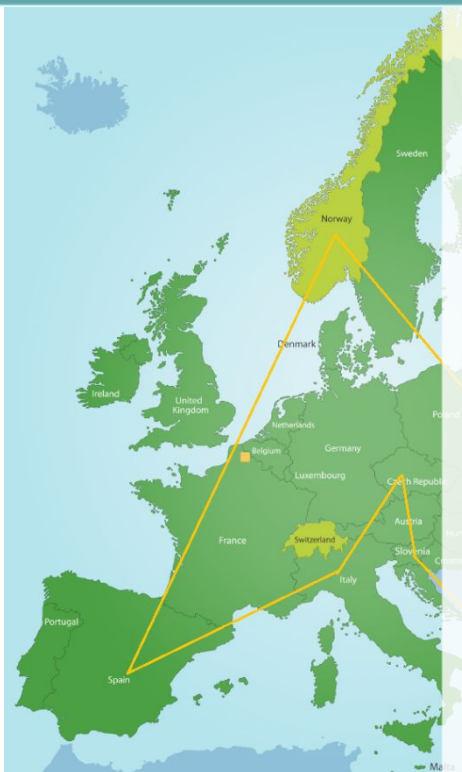 Sweden
Norway
Denmark
Ireland
United
Kingdom
Netherlands
Poland
Belgium
Germany
Luxembourg
Czech Republic
Austria
Slovenia
Switzerland
France
Italy
Portugal
Spain
Malta